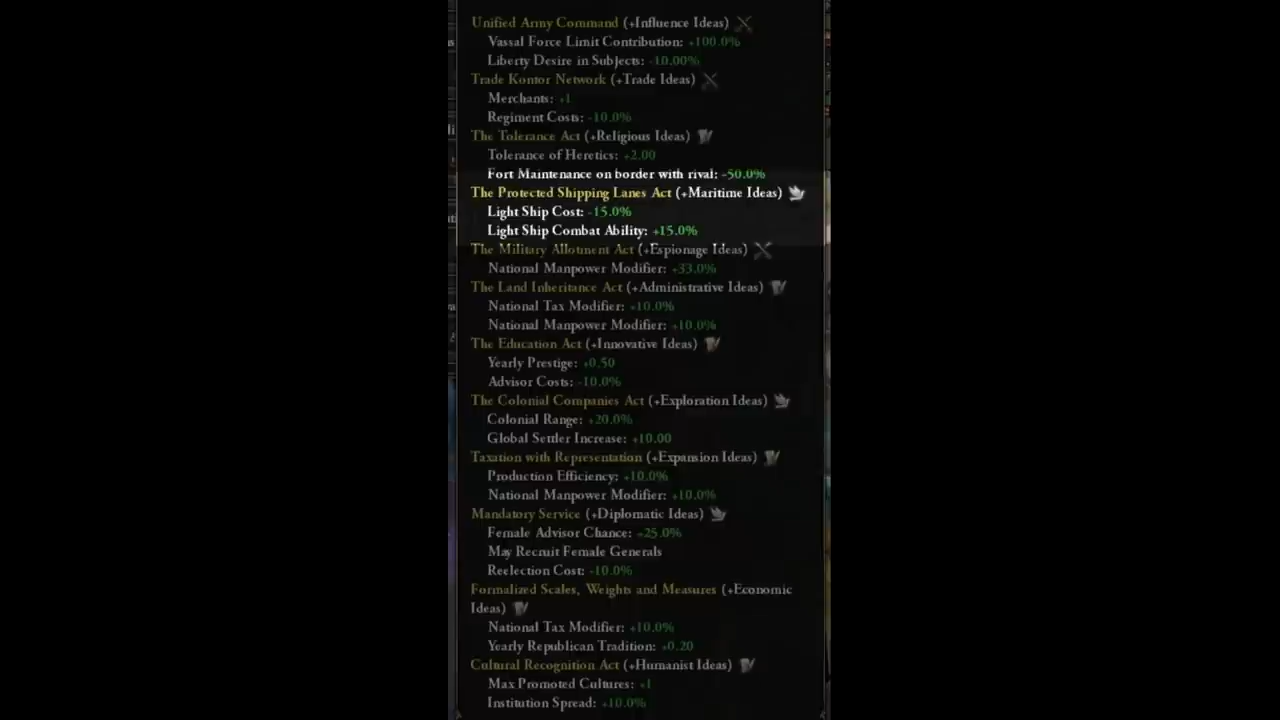 Unified Army Command (+Influence Ideas)
Vassal Force Limit Contribution: +100.0%
Liberty Desire in Subjects: -10.00%
Trade Kontor Network (+Trade Ideas)
Merchants: +1
Regiment Costs: -10.0%
The Tolerance Act (+Religious Ideas)
Tolerance of Heretics: +2.00
Fort Maintenance on border with rival: -50.0%
The Protected Shipping Lanes Act (+Maritime Ideas)
Light Ship Cost: -15.0%
Light Ship Combat Ability: +15.0%
The Military Allotment Act (+Espionage Ideas)
National Manpower Modifier: +33.0%
The Land Inheritance Act (+Administrative Ideas)
National Tax Modifier: +10.0%
National Manpower Modifier: +10.0%
The Education Act (+Innovative Ideas)
Yearly Prestige: +0.50
Advisor Costs: -10.0%
The Colonial Companies Act (+Exploration Ideas)
Colonial Range: +20.0%
Global Settler Increase: +10.00
Taxation with Representation (+Expansion Ideas)
Production Efficiency: +10.0%
National Manpower Modifier: +10.0%
Mandatory Service (+Diplomatic Ideas)
Female Advisor Chance: +25.0%
May Recruit Female Generals
Reelection Cost: -10.0%
Formalized Scales, Weights and Measures (+Economic
Ideas)
National Tax Modifier: +10.0%
Yearly Republican Tradition: +0.20
Cultural Recognition Act (+Humanist Ideas)
Max Promoted Cultures: +1
Institution Spread: +10.0%